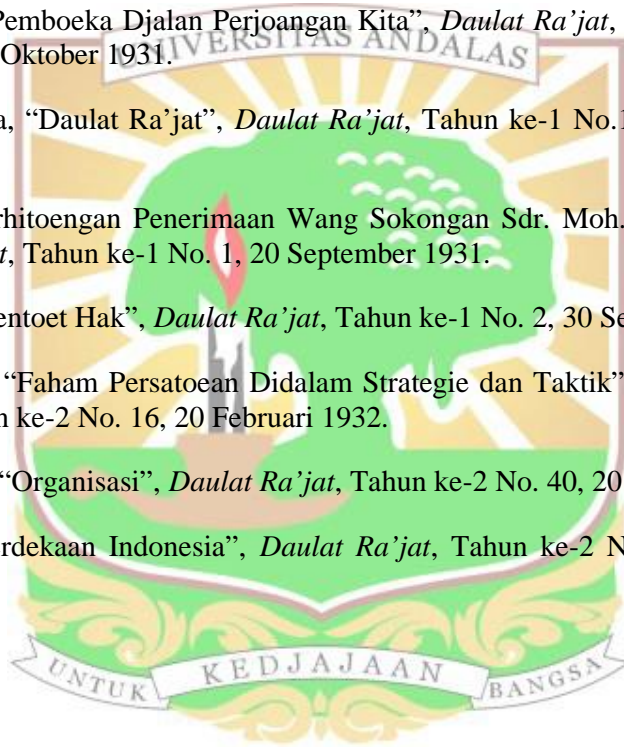 Pemboeka Djalan Perjoangan Kita”, Daulat Ra’jat,
Oktober 1931.
UNIVERSITAS ANDALAS
a, “Daulat Ra’jat”, Daulat Ra’jat, Tahun ke-1 No.1
rhitoengan Penerimaan Wang Sokongan Sdr. Moh.
t, Tahun ke-1 No. 1, 20 September 1931.
entoet Hak”, Daulat Ra’jat, Tahun ke-1 No. 2, 30 Se
“Faham Persatoean Didalam Strategie dan Taktik”
n ke-2 No. 16, 20 Februari 1932.
“Organisasi”, Daulat Ra’jat, Tahun ke-2 No. 40, 20
erdekaan Indonesia”, Daulat Ra’jat, Tahun ke-2 N
UNTUK KEDJAJAAN BANGSA